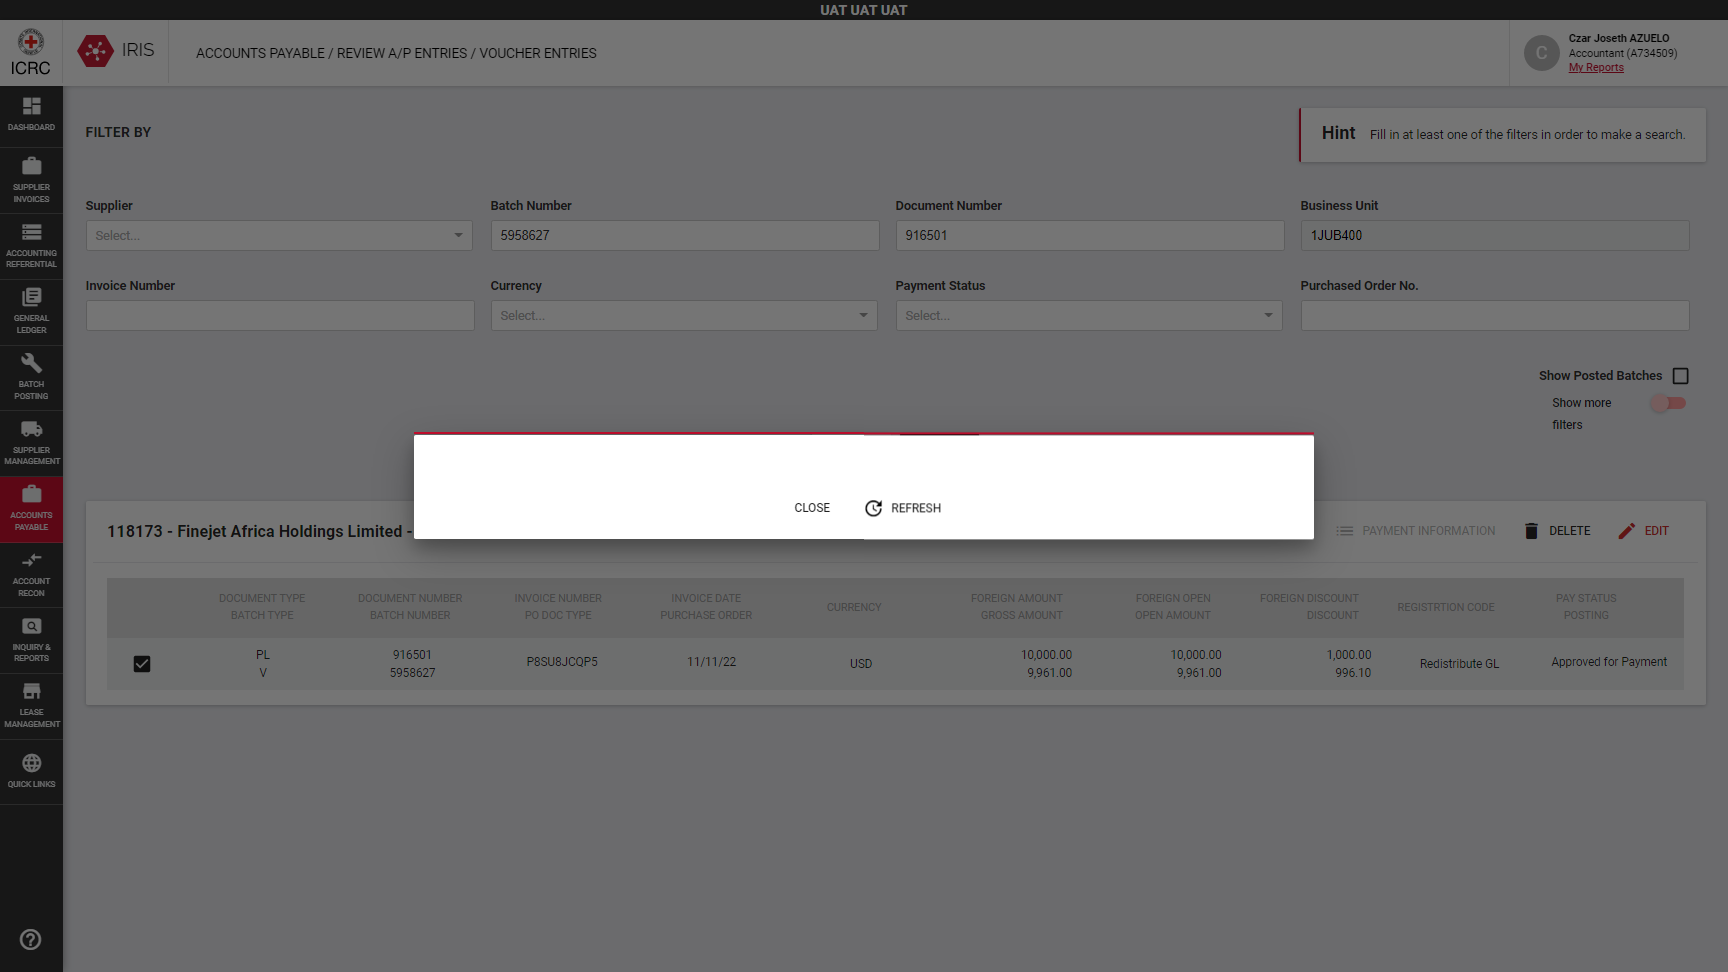 UAT UAT UAT
ICRC
IRIS
ACCOUNTS PAYABLE / REVIEW A/P ENTRIES / VOUCHER ENTRIES
C
Czar Joseth AZUELO
Accountant (A734509)
My Reports
DASHBOARD
SUPPLIER
INVOICES
ACCOUNTING
REFERENTIAL
GENERAL
LEDGER
BATCH
POSTING
SUPPLIER
MANAGEMENT
ACCOUNTS
PAYABLE
ACCOUNT
RECON
INQUIRY &
REPORTS
LEASE
MANAGEMENT
QUICK LINKS
FILTER BY
Hint Fill in at least one of the filters in order to make a search.
Supplier Batch Number Document Number Business Unit
Select... 5958627 916501 1JUB400
Invoice Number Currency Payment Status Purchased Order No.
Select... Select...
Show Posted Batches
Show more
filters
CLOSE REFRESH
118173 - Finejet Africa Holdings Limited -
PAYMENT INFORMATION DELETE EDIT
DOCUMENT TYPE DOCUMENT NUMBER INVOICE NUMBER INVOICE DATE CURRENCY FOREIGN AMOUNT FOREIGN OPEN FOREIGN DISCOUNT REGISTRTION CODE PAY STATUS
BATCH TYPE BATCH NUMBER PO DOC TYPE PURCHASE ORDER GROSS AMOUNT OPEN AMOUNT DISCOUNT POSTING
PL 916501 P8SU8JCQP5 11/11/22 USD 10,000.00 10,000.00 1,000.00 Redistribute GL Approved for Payment
V 5958627 9,961.00 9,961.00 996.10